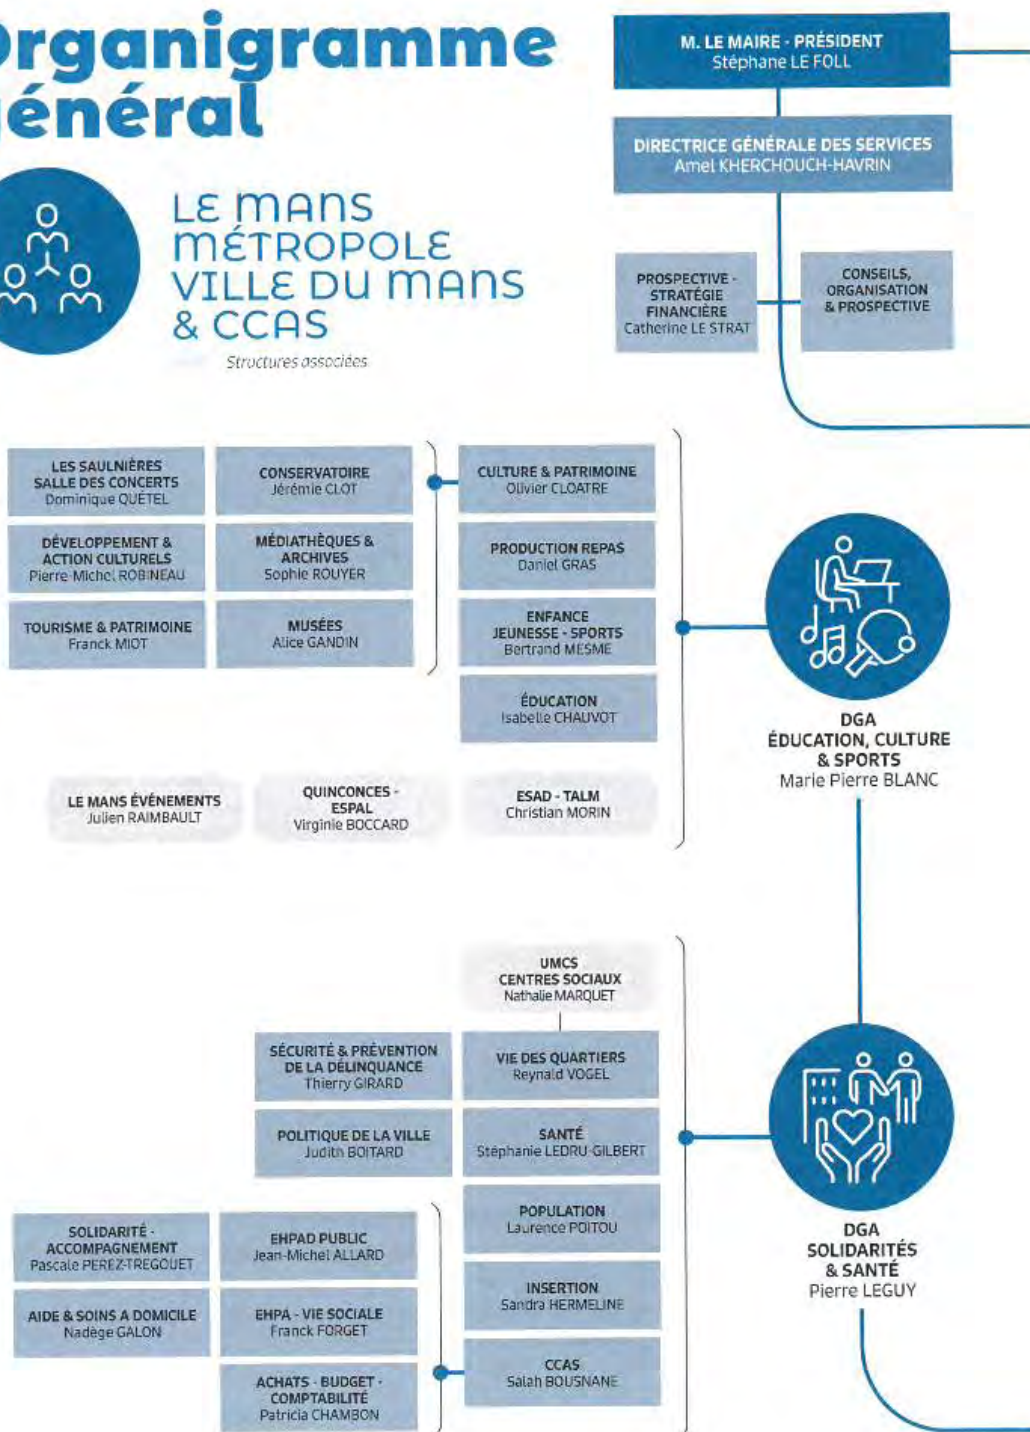 Organigramme
général
LE MANS
MÉTROPOLE
VILLE DU MANS
& CCAS
Structures associées
M. LE MAIRE - PRÉSIDENT
Stéphane LE FOLL
DIRECTRICE GÉNÉRALE DES SERVICES
Amel KHERCHOUCH-HAVRIN
PROSPECTIVE -
STRATÉGIE
FINANCIÈRE
Catherine LE STRAT
CONSEILS,
ORGANISATION
& PROSPECTIVE
LES SAULNIÈRES
SALLE DES CONCERTS
Dominique QUÉTEL
CONSERVATOIRE
Jérémie CLOT
CULTURE & PATRIMOINE
Olivier CLOATRE
DÉVELOPPEMENT &
ACTION CULTURELS
Pierre-Michel ROBINEAU
MÉDIATHÈQUES &
ARCHIVES
Sophie ROUYER
PRODUCTION REPAS
Daniel GRAS
TOURISME & PATRIMOINE
Franck MIOT
MUSÉES
Alice GANDIN
ENFANCE
JEUNESSE - SPORTS
Bertrand MESME
ÉDUCATION
Isabelle CHAUVOT
DGA
ÉDUCATION, CULTURE
& SPORTS
Marie Pierre BLANC
LE MANS ÉVÉNEMENTS
Julien RAIMBAULT
QUINCONCES -
ESPAL
Virginie BOCCARD
ESAD - TALM
Christian MORIN
UMCS
CENTRES SOCIAUX
Nathalie MARQUET
SÉCURITÉ & PRÉVENTION
DE LA DÉLINQUANCE
Thierry GIRARD
VIE DES QUARTIERS
Reynald VOGEL
POLITIQUE DE LA VILLE
Judith BOITARD
SANTÉ
Stéphanie LEDRU-GILBERT
POPULATION
Laurence POITOU
DGA
SOLIDARITÉS
& SANTÉ
Pierre LEGUY
SOLIDARITÉ -
ACCOMPAGNEMENT
Pascale PEREZ-TREGOUET
EHPAD PUBLIC
Jean-Michel ALLARD
INSERTION
Sandra HERMELINE
AIDE & SOINS A DOMICILE
Nadège GALON
EHPA - VIE SOCIALE
Franck FORGET
CCAS
Salah BOUSNANE
ACHATS - BUDGET -
COMPTABILITÉ
Patricia CHAMBON